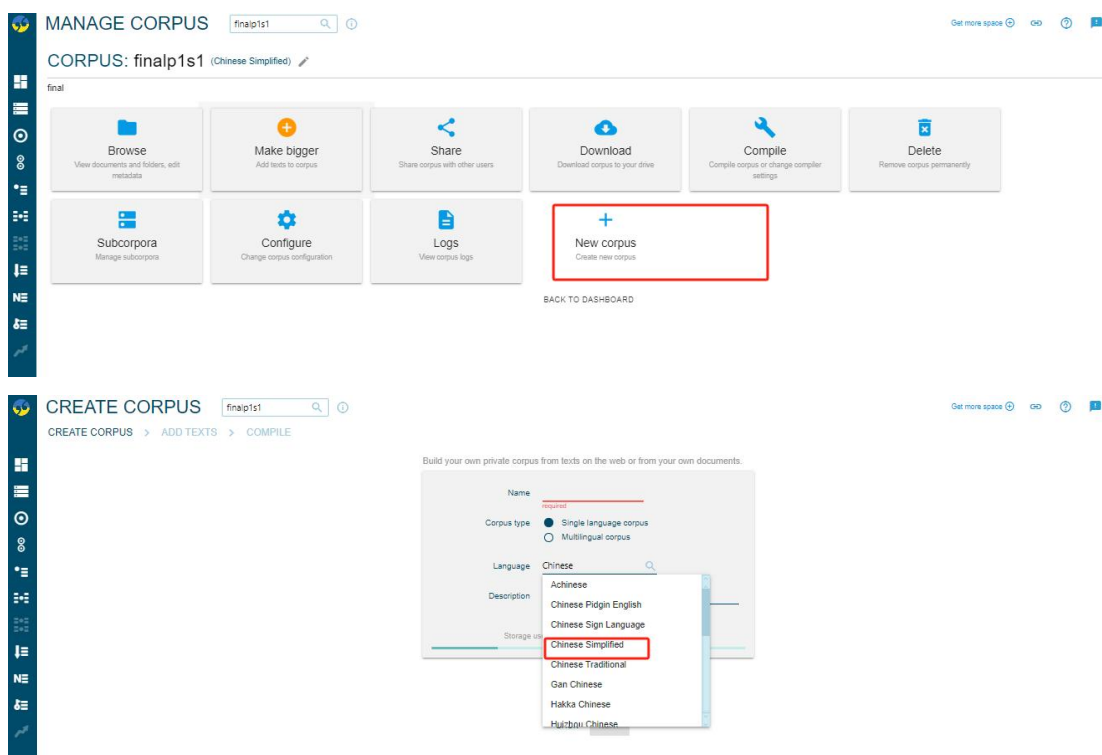 MANAGE CORPUS
finalp1s1
Get more space
CORPUS: finalp1s1 (Chinese Simplified)
final
Browse
View documents and folders, edit
metadata
Make bigger
Add texts to corpus
Share
Share corpus with other users
Download
Download corpus to your drive
Compile
Compile corpus or change compiler
settings
Delete
Remove corpus permanently
Subcorpora
Manage subcorpora
Configure
Change corpus configuration
Logs
View corpus logs
New corpus
Create new corpus
BACK TO DASHBOARD
CREATE CORPUS
finalp1s1
Get more space
CREATE CORPUS > ADD TEXTS > COMPILE
Build your own private corpus from texts on the web or from your own documents.
Name
required
Corpus type
Single language corpus
Multilingual corpus
Language
Chinese
Description
Storage
Achinese
Chinese Pidgin English
Chinese Sign Language
Chinese Simplified
Chinese Traditional
Gan Chinese
Hakka Chinese
Huizhou Chinese